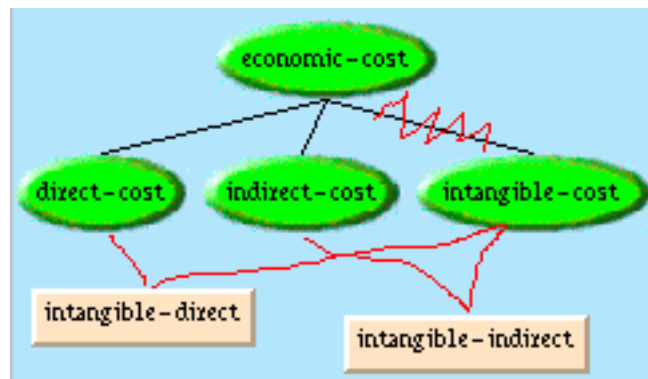 economic-cost
direct-cost
indirect-cost
intangible-cost
intangible-direct
intangible-indirect